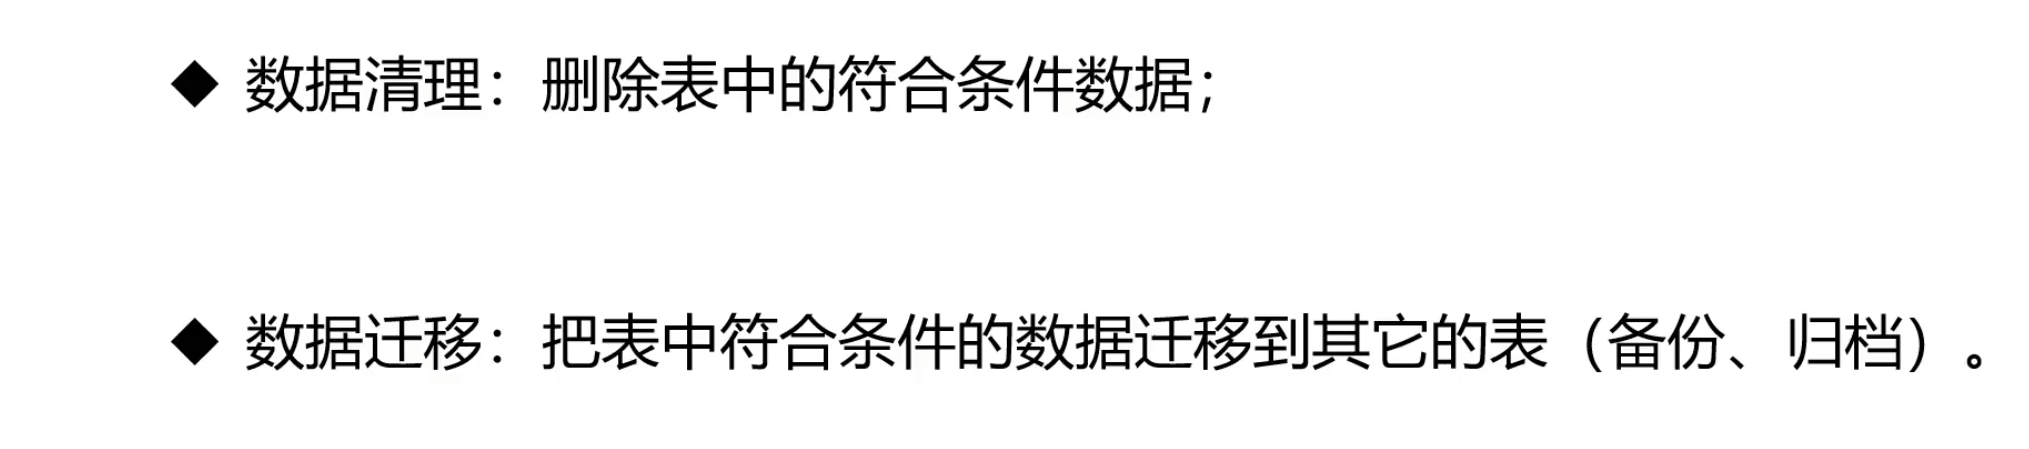 ◆ 数据清理：删除表中的符合条件数据；
◆ 数据迁移：把表中符合条件的数据迁移到其它的表（备份、归档）。